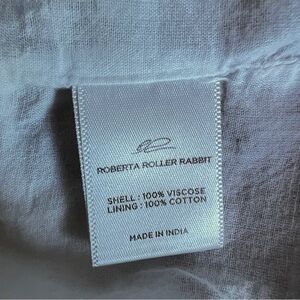 ROBERTA ROLLER RABBIT
SHELL : 100% VISCOSE
LINING : 100% COTTON
MADE IN INDIA